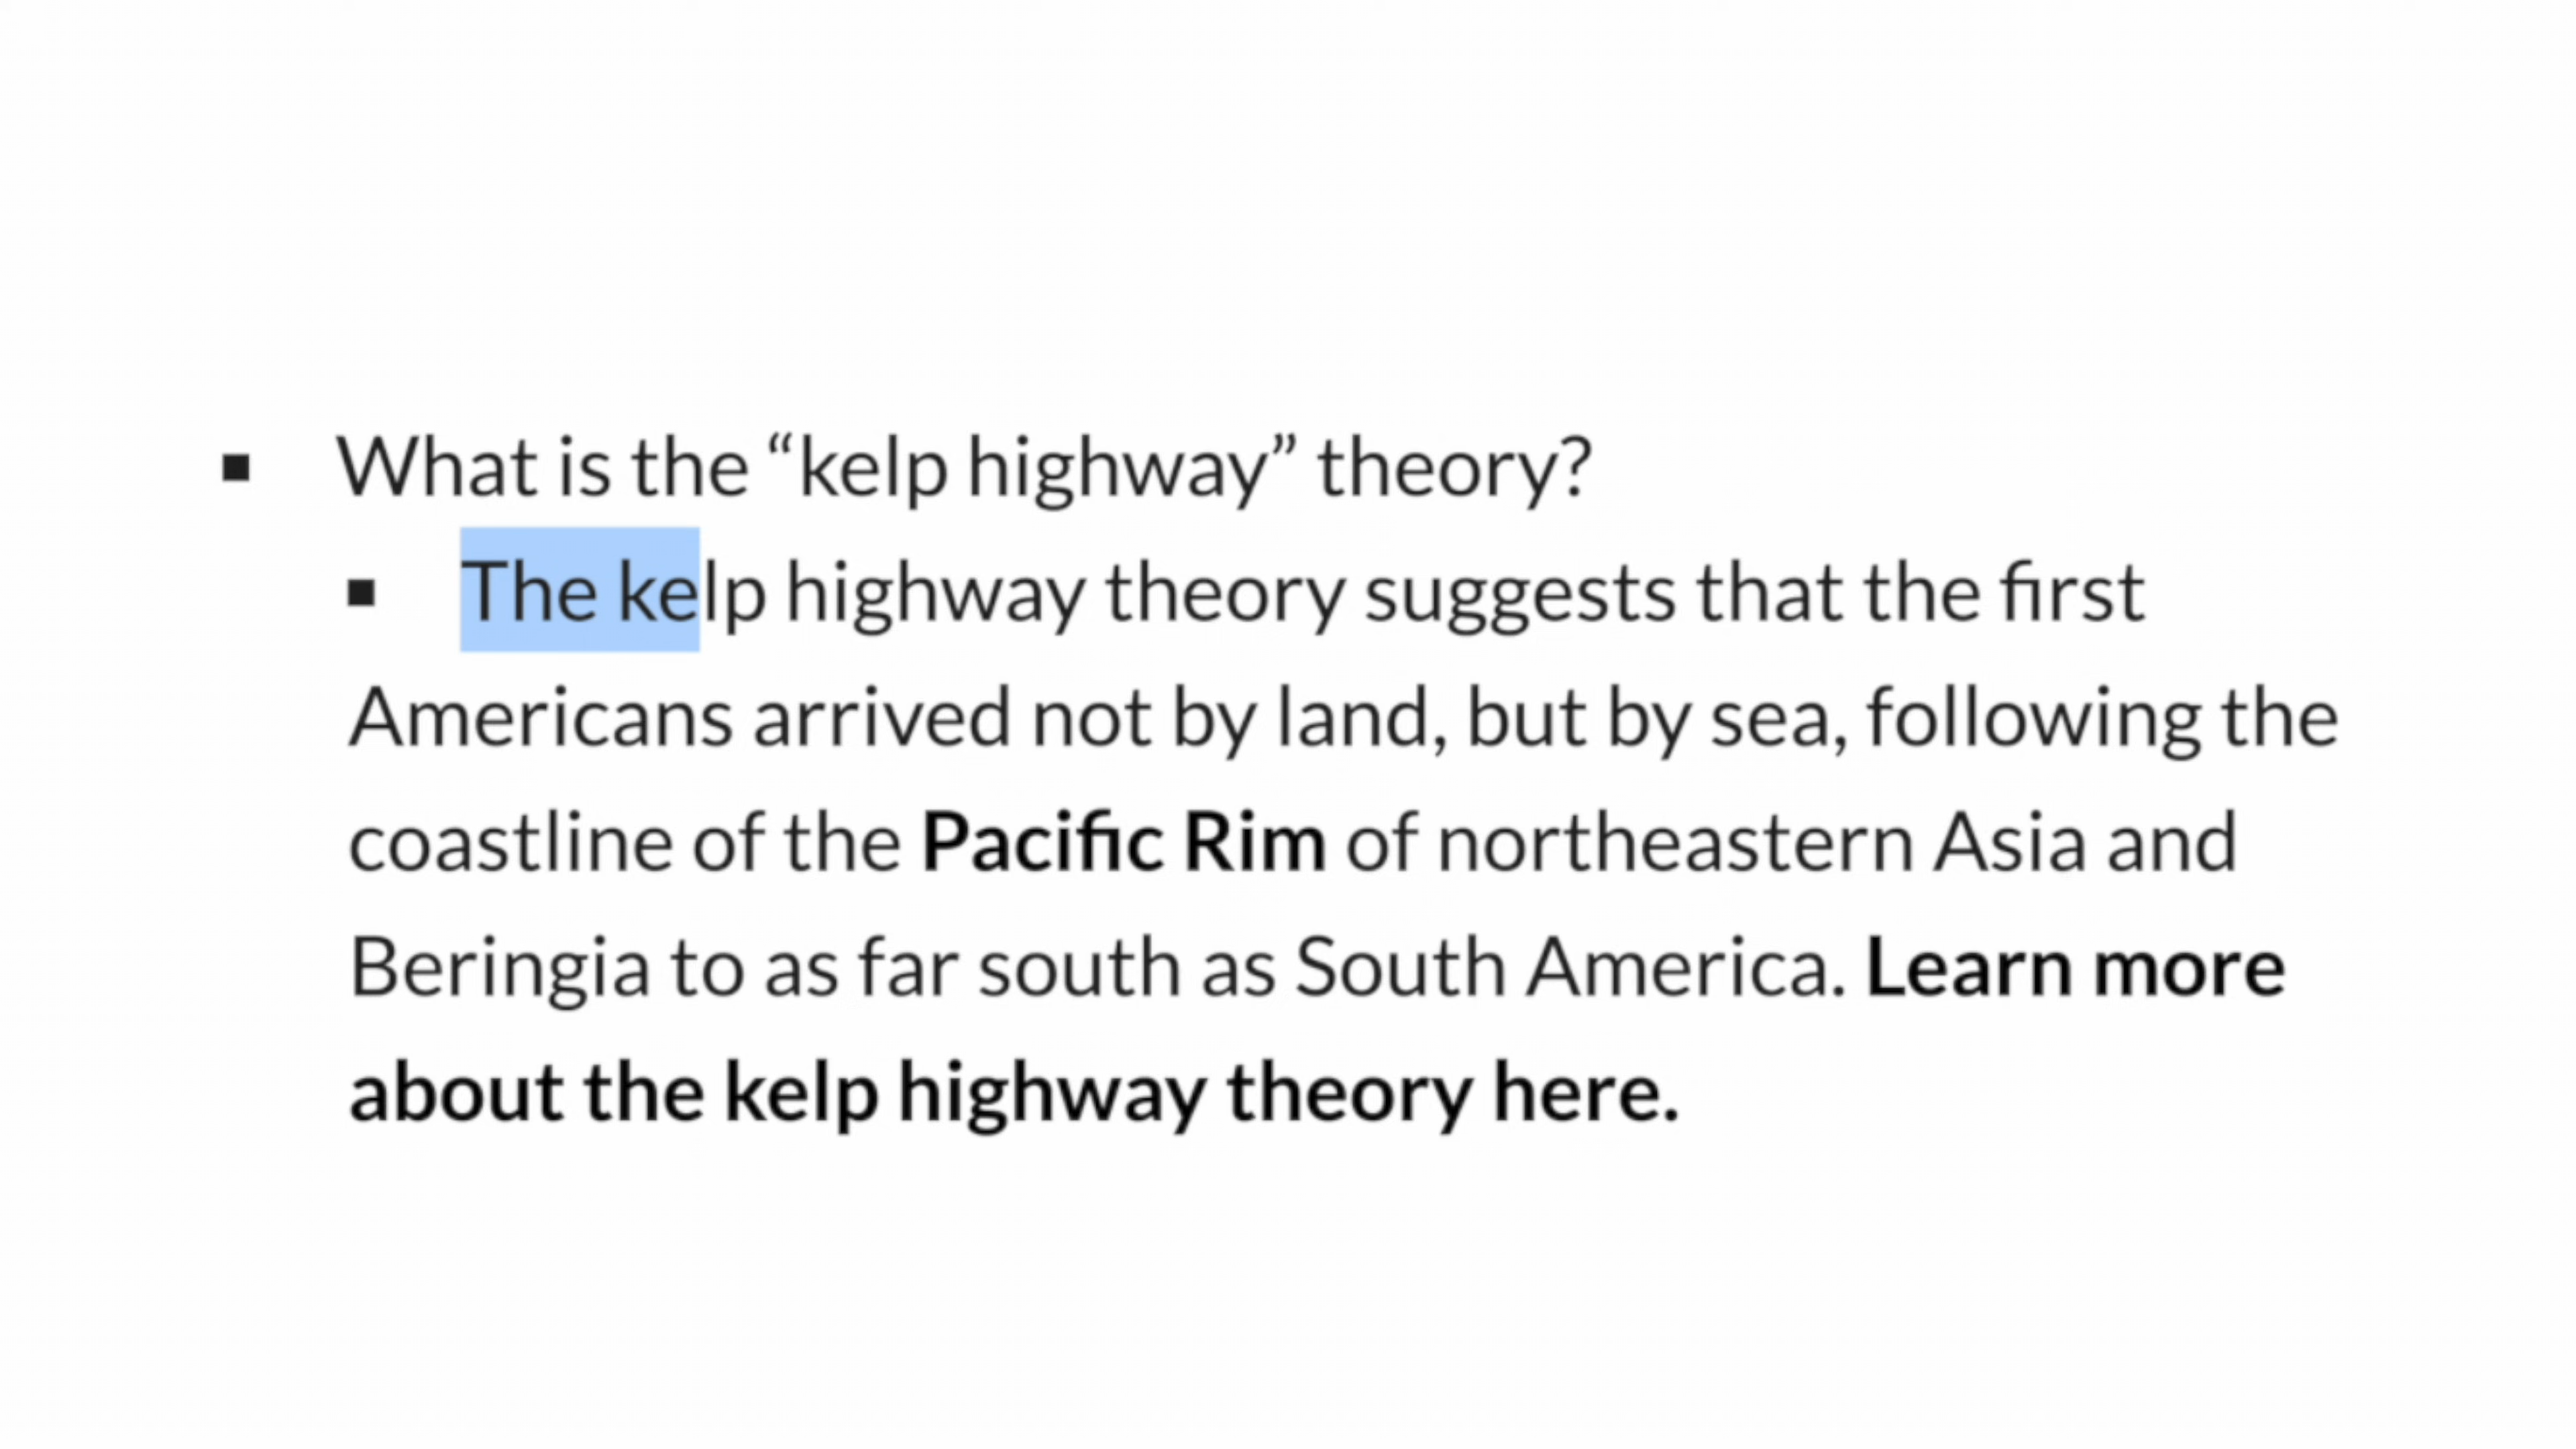 ▪ What is the “kelp highway” theory?
▪ The kelp highway theory suggests that the first
Americans arrived not by land, but by sea, following the
coastline of the Pacific Rim of northeastern Asia and
Beringia to as far south as South America. Learn more
about the kelp highway theory here.